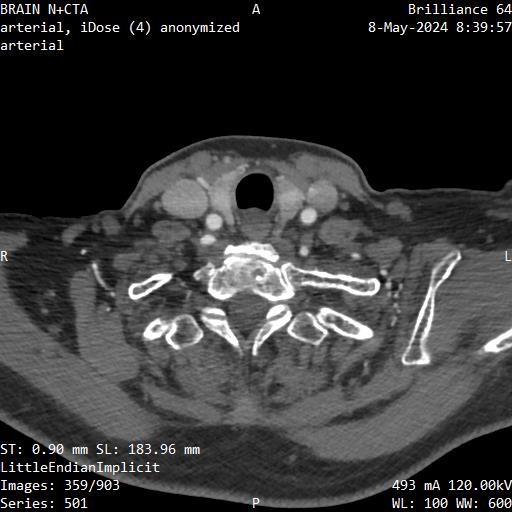 BRAIN N+CTA
A
Brilliance 64
arterial, iDose (4) anonymized
8-May-2024 8:39:57
arterial
R
L
ST: 0.90 mm SL: 183.96 mm
LittleEndianImplicit
Images: 359/903
493 mA 120.00kV
Series: 501
P
WL: 100 WW: 600